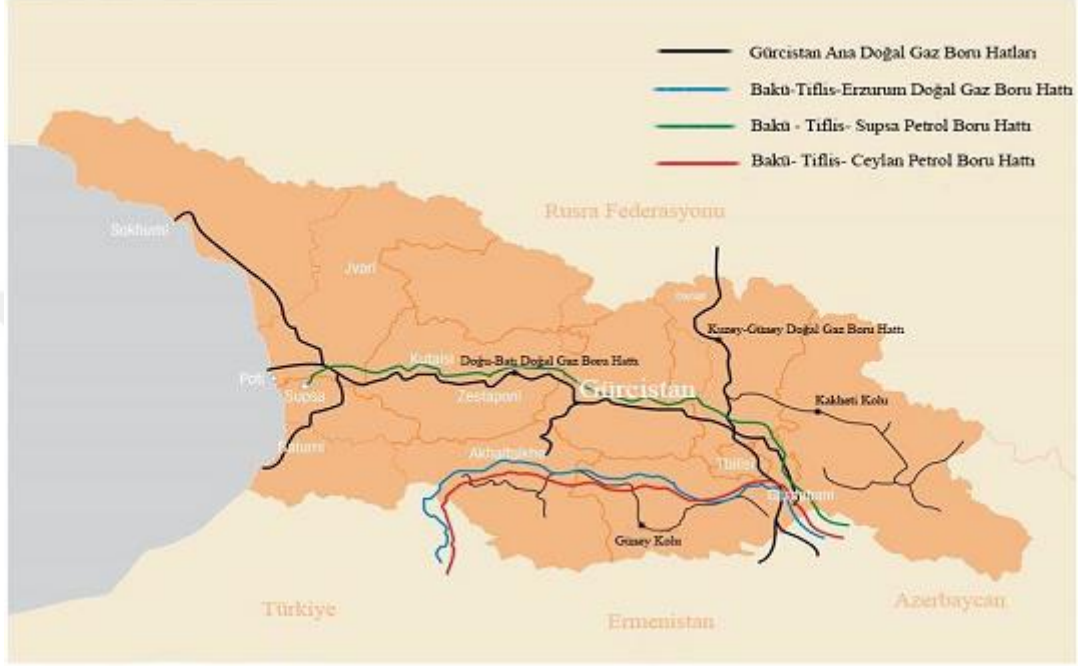 Gürcistan Ana Doğal Gaz Boru Hatları
Bakü-Tiflis-Erzurum Doğal Gaz Boru Hattı
Bakü - Tiflis- Supsa Petrol Boru Hattı
Bakü- Tiflis- Ceylan Petrol Boru Hattı
Rusra Federasyonu
Sokhumi
Jvari
Kuzey-Güney Doğal Gaz Boru Hattı
Kutaisi
Doğu-Batı Doğal Gaz Boru Hattı
Poti
Supsa
Zestaponi
Gürcistan
Kakheti Kolu
Batumi
Akhaltsikhe
Tbilisi
Gardabani
Güney Kolu
Türkiye
Ermenistan
Azerbaycan